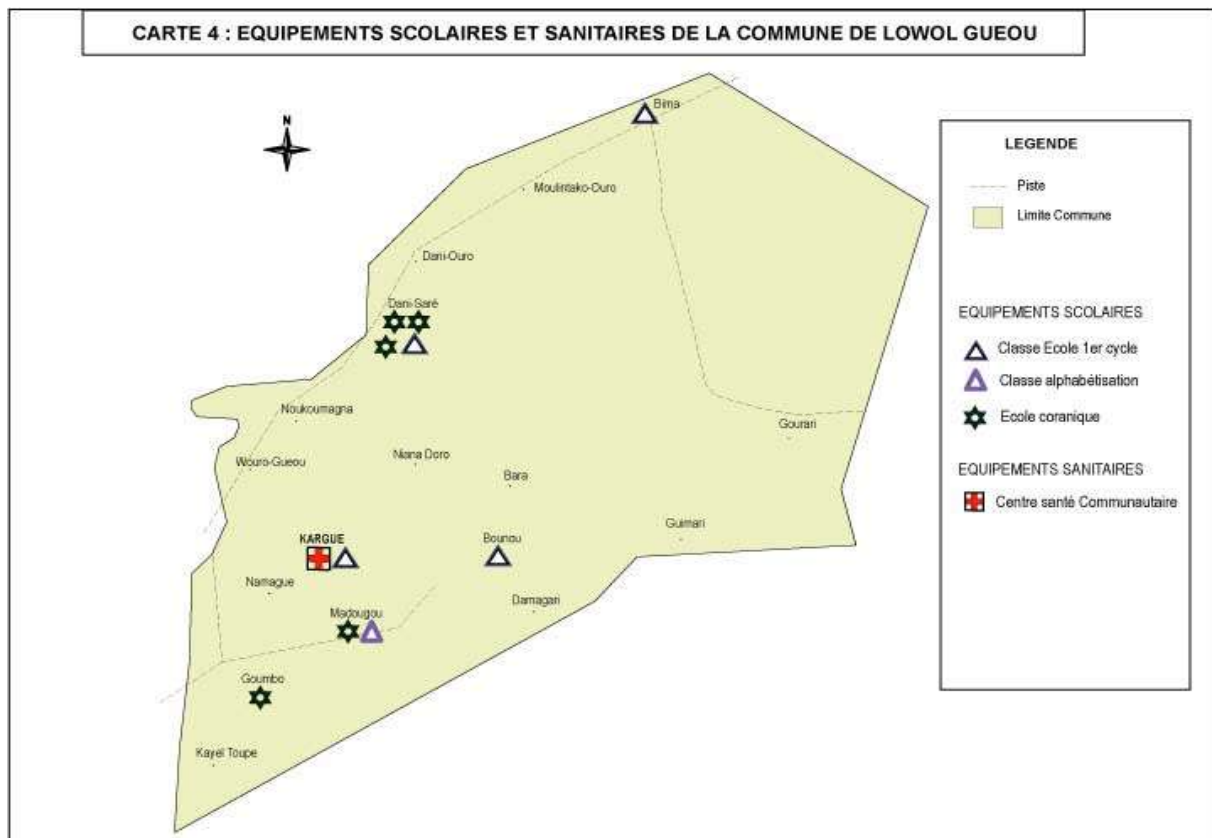 CARTE 4 : EQUIPEMENTS SCOLAIRES ET SANITAIRES DE LA COMMUNE DE LOWOL GUEOU
N
Bima
Moulintako-Ouro
Dani-Ouro
Dani-Saré
Noukoumagna
Wouro-Gueou
Niana Doro
Bara
Gourari
Guimari
KARGUE
Bounou
Namague
Damagari
Madougou
Goumbo
Kayel Toupe
LEGENDE
Piste
Limite Commune
EQUIPEMENTS SCOLAIRES
Classe Ecole 1er cycle
Classe alphabétisation
Ecole coranique
EQUIPEMENTS SANITAIRES
Centre santé Communautaire